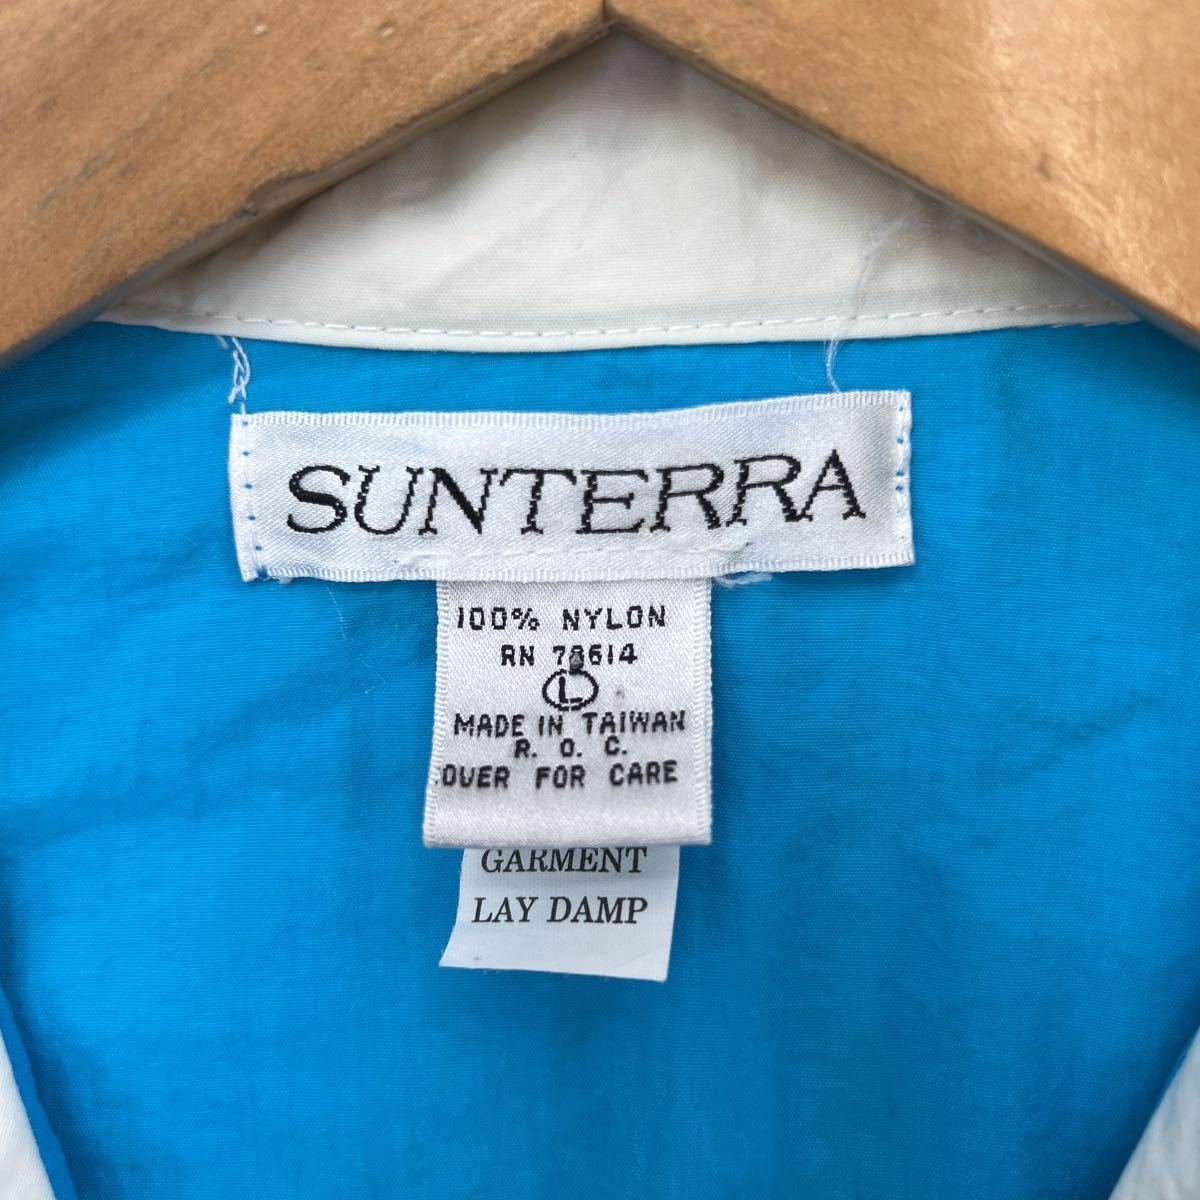 SUNTERRA
100% NYLON
RN 78614
L
MADE IN TAIWAN
R. O. C.
OVER FOR CARE
GARMENT
LAY DAMP